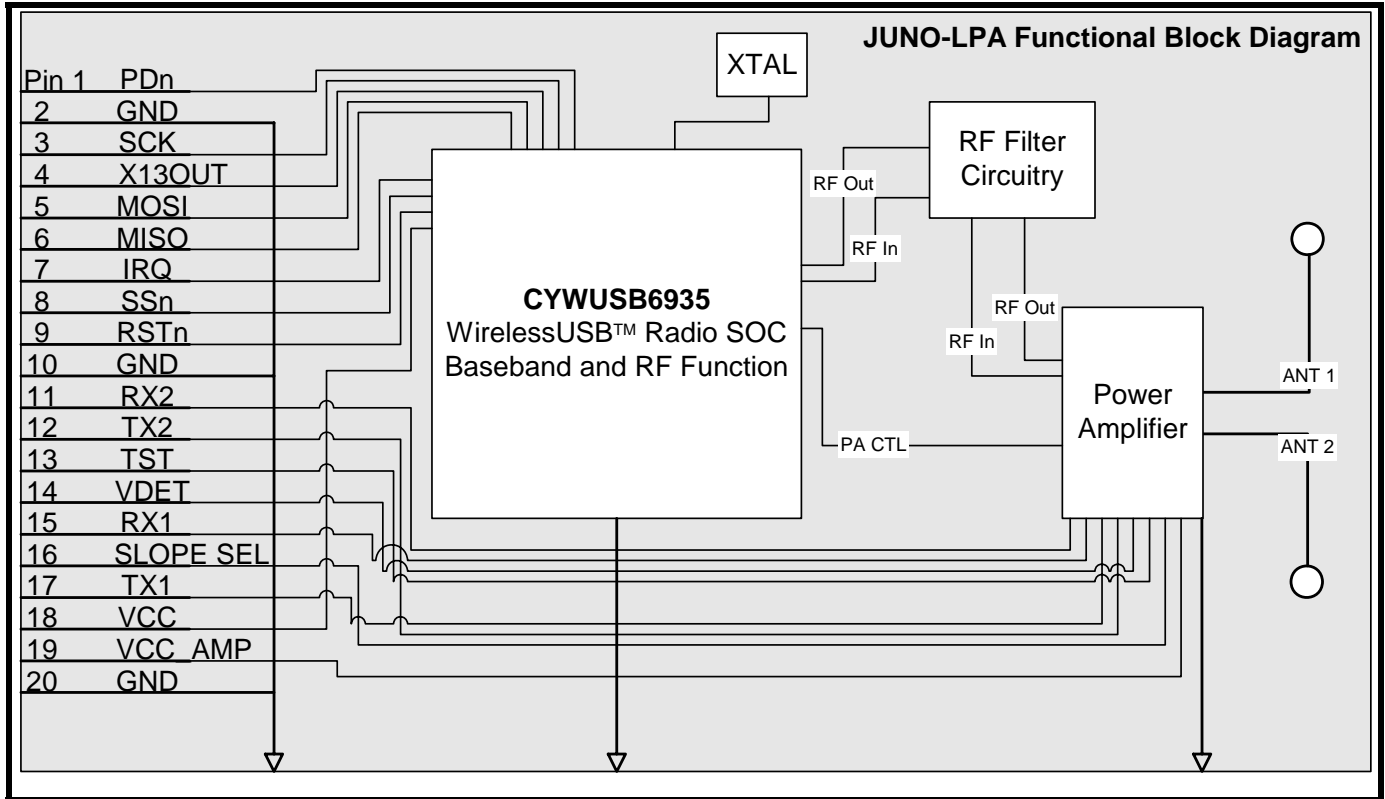 JUNO-LPA Functional Block Diagram
Pin 1 PDn
2 GND
3 SCK
4 X13OUT
5 MOSI
6 MISO
7 IRQ
8 SSn
9 RSTn
10 GND
11 RX2
12 TX2
13 TST
14 VDET
15 RX1
16 SLOPE SEL
17 TX1
18 VCC
19 VCC_AMP
20 GND
XTAL
CYWUSB6935
WirelessUSB™ Radio SOC
Baseband and RF Function
RF Out
RF In
RF Filter
Circuitry
RF Out
RF In
PA CTL
Power
Amplifier
ANT 1
ANT 2